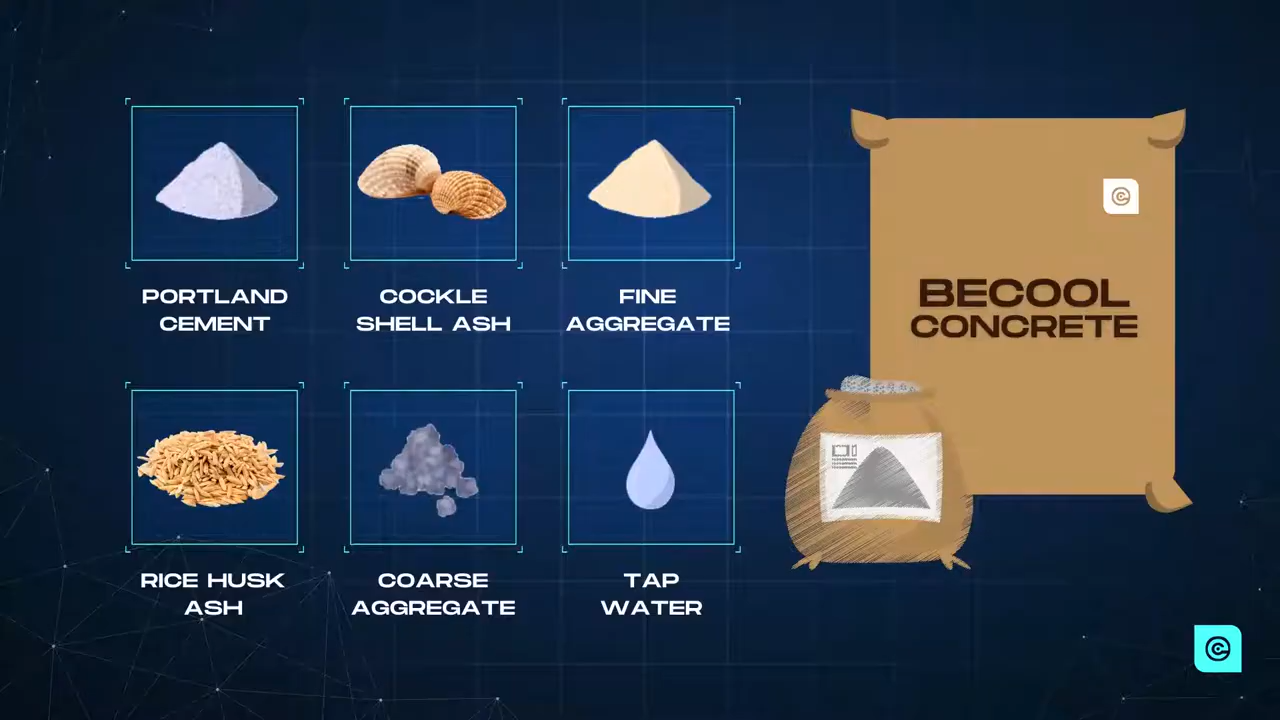 PORTLAND
CEMENT
COCKLE
SHELL ASH
FINE
AGGREGATE
BECOOL
CONCRETE
RICE HUSK
ASH
COARSE
AGGREGATE
TAP
WATER